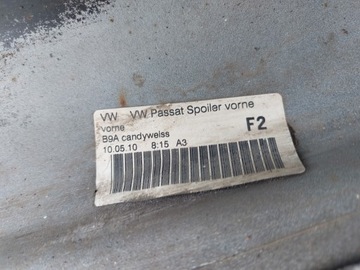 VW VW Passat Spoiler vorne
vorne
B9A candyweiss F2
10.05.10 8:15 A3